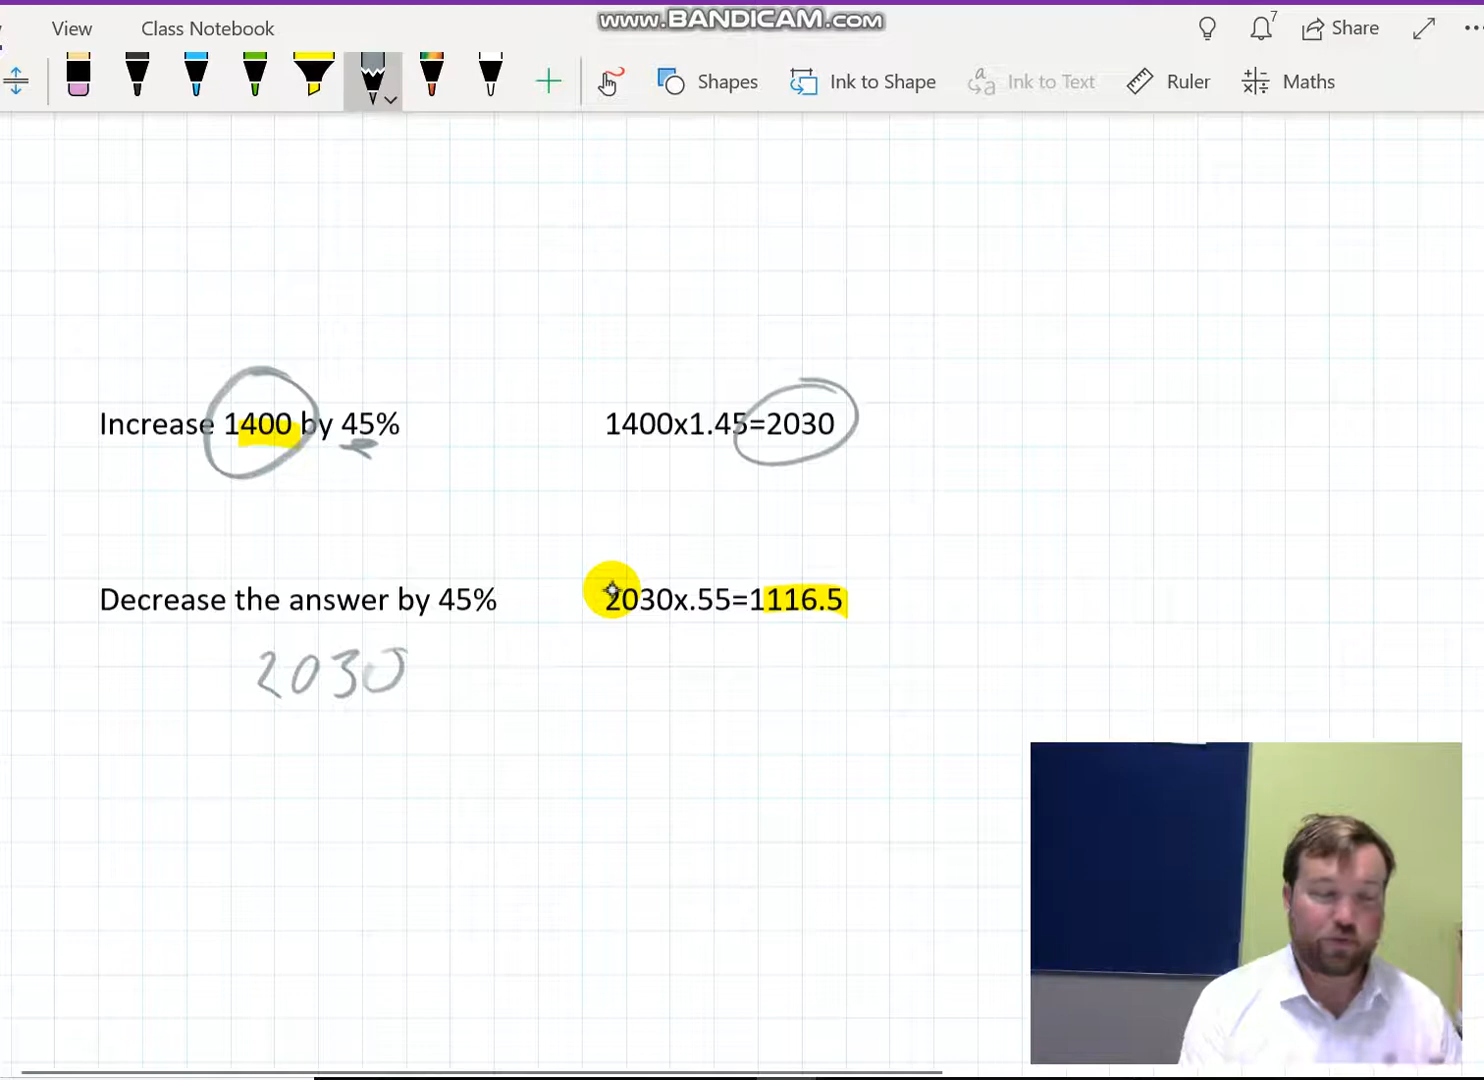 www.BANDICAM.com
View Class Notebook 7 Share
Shapes Ink to Shape Ink to Text Ruler Maths
Increase 1400 by 45% 1400x1.45=2030
Decrease the answer by 45% 2030x.55=1116.5
2030